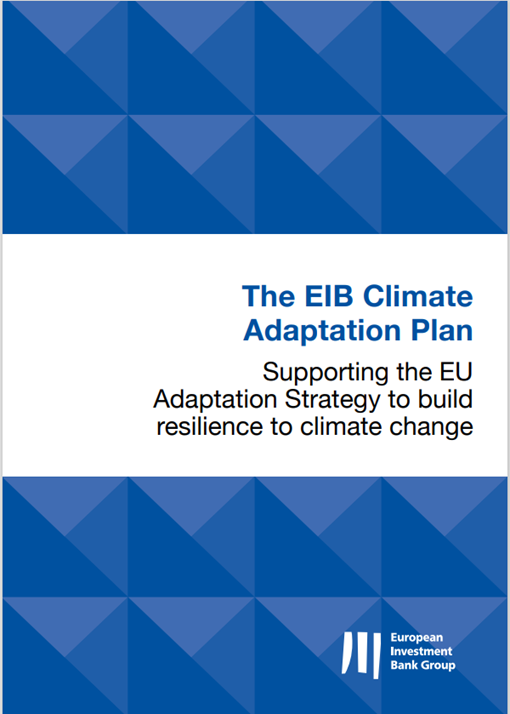 The EIB Climate
Adaptation Plan
Supporting the EU
Adaptation Strategy to build
resilience to climate change
European
Investment
Bank Group